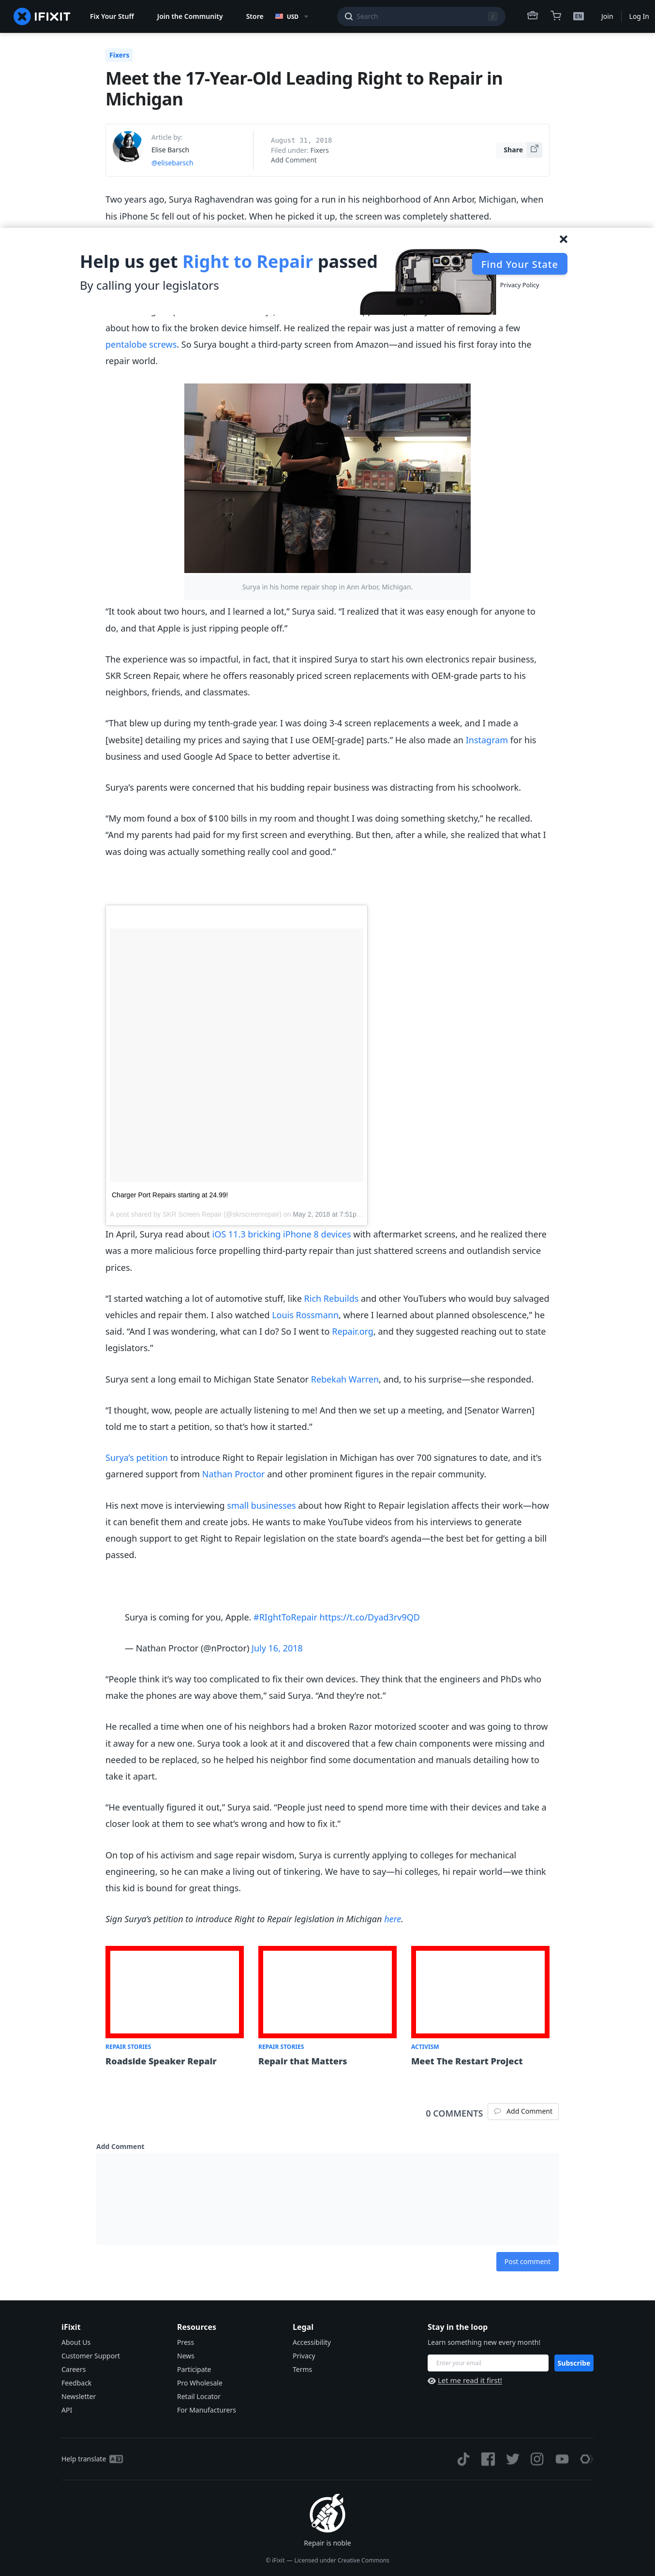 IFIXIT
Fix Your Stuff
Join the Community
Store
USD
Search
/
EN
Join
Log In
Fixers
Meet the 17-Year-Old Leading Right to Repair in
Michigan
Article by:
Elise Barsch
@elisebarsch
August 31, 2018
Filed under: Fixers
Add Comment
Share
Two years ago, Surya Raghavendran was going for a run in his neighborhood of Ann Arbor, Michigan, when
his iPhone 5c fell out of his pocket. When he picked it up, the screen was completely shattered.
Help us get Right to Repair passed
By calling your legislators
Find Your State
Privacy Policy
about how to fix the broken device himself. He realized the repair was just a matter of removing a few
pentalobe screws. So Surya bought a third-party screen from Amazon—and issued his first foray into the
repair world.
Surya in his home repair shop in Ann Arbor, Michigan.
“It took about two hours, and I learned a lot,” Surya said. “I realized that it was easy enough for anyone to
do, and that Apple is just ripping people off.”
The experience was so impactful, in fact, that it inspired Surya to start his own electronics repair business,
SKR Screen Repair, where he offers reasonably priced screen replacements with OEM-grade parts to his
neighbors, friends, and classmates.
“That blew up during my tenth-grade year. I was doing 3-4 screen replacements a week, and I made a
[website] detailing my prices and saying that I use OEM[-grade] parts.” He also made an Instagram for his
business and used Google Ad Space to better advertise it.
Surya’s parents were concerned that his budding repair business was distracting from his schoolwork.
“My mom found a box of $100 bills in my room and thought I was doing something sketchy,” he recalled.
“And my parents had paid for my first screen and everything. But then, after a while, she realized that what I
was doing was actually something really cool and good.”
Charger Port Repairs starting at 24.99!
A post shared by SKR Screen Repair (@skrscreenrepair) on May 2, 2018 at 7:51p…
In April, Surya read about iOS 11.3 bricking iPhone 8 devices with aftermarket screens, and he realized there
was a more malicious force propelling third-party repair than just shattered screens and outlandish service
prices.
“I started watching a lot of automotive stuff, like Rich Rebuilds and other YouTubers who would buy salvaged
vehicles and repair them. I also watched Louis Rossmann, where I learned about planned obsolescence,” he
said. “And I was wondering, what can I do? So I went to Repair.org, and they suggested reaching out to state
legislators.”
Surya sent a long email to Michigan State Senator Rebekah Warren, and, to his surprise—she responded.
“I thought, wow, people are actually listening to me! And then we set up a meeting, and [Senator Warren]
told me to start a petition, so that’s how it started.”
Surya’s petition to introduce Right to Repair legislation in Michigan has over 700 signatures to date, and it’s
garnered support from Nathan Proctor and other prominent figures in the repair community.
His next move is interviewing small businesses about how Right to Repair legislation affects their work—how
it can benefit them and create jobs. He wants to make YouTube videos from his interviews to generate
enough support to get Right to Repair legislation on the state board’s agenda—the best bet for getting a bill
passed.
Surya is coming for you, Apple. #RIghtToRepair https://t.co/Dyad3rv9QD
— Nathan Proctor (@nProctor) July 16, 2018
“People think it’s way too complicated to fix their own devices. They think that the engineers and PhDs who
make the phones are way above them,” said Surya. “And they’re not.”
He recalled a time when one of his neighbors had a broken Razor motorized scooter and was going to throw
it away for a new one. Surya took a look at it and discovered that a few chain components were missing and
needed to be replaced, so he helped his neighbor find some documentation and manuals detailing how to
take it apart.
“He eventually figured it out,” Surya said. “People just need to spend more time with their devices and take a
closer look at them to see what’s wrong and how to fix it.”
On top of his activism and sage repair wisdom, Surya is currently applying to colleges for mechanical
engineering, so he can make a living out of tinkering. We have to say—hi colleges, hi repair world—we think
this kid is bound for great things.
Sign Surya’s petition to introduce Right to Repair legislation in Michigan here.
REPAIR STORIES
Roadside Speaker Repair
REPAIR STORIES
Repair that Matters
ACTIVISM
Meet The Restart Project
0 COMMENTS
Add Comment
Add Comment
Post comment
iFixit
About Us
Customer Support
Careers
Feedback
Newsletter
API
Resources
Press
News
Participate
Pro Wholesale
Retail Locator
For Manufacturers
Legal
Accessibility
Privacy
Terms
Stay in the loop
Learn something new every month!
Enter your email
Subscribe
Let me read it first!
Help translate
Repair is noble
© iFixit — Licensed under Creative Commons